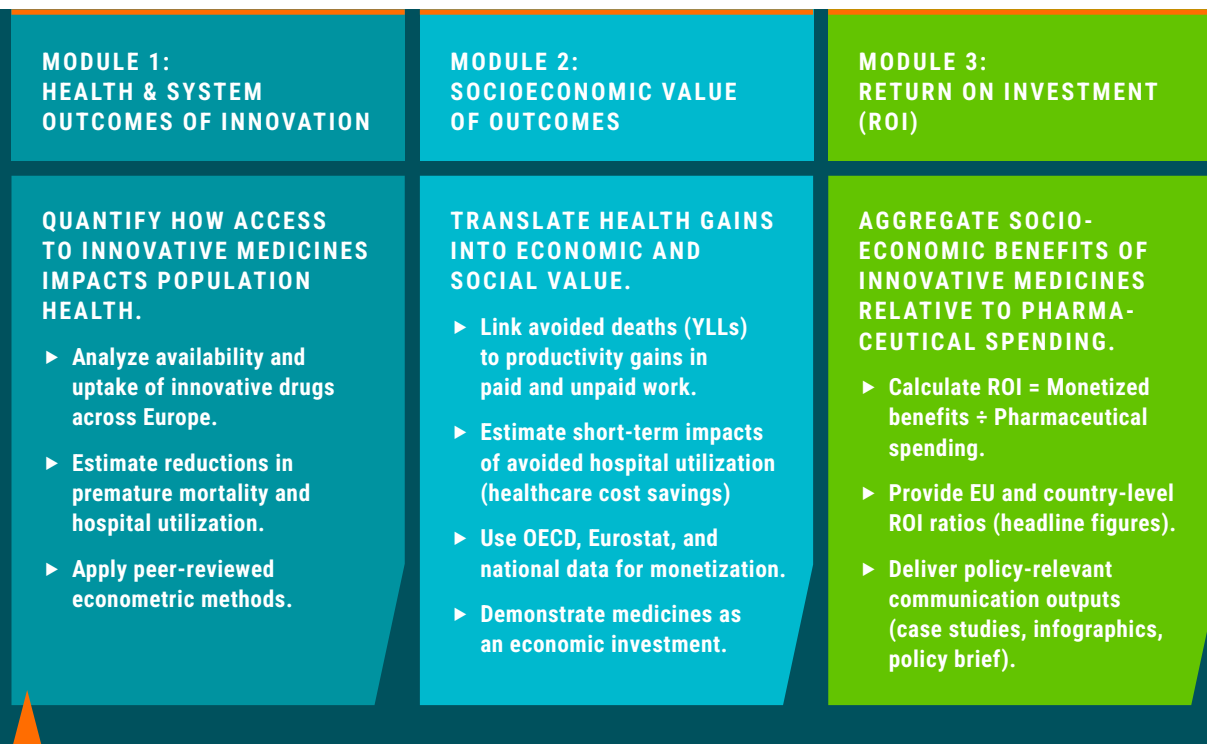 MODULE 1:
HEALTH & SYSTEM
OUTCOMES OF INNOVATION
QUANTIFY HOW ACCESS
TO INNOVATIVE MEDICINES
IMPACTS POPULATION
HEALTH.
▶ Analyze availability and
uptake of innovative drugs
across Europe.
▶ Estimate reductions in
premature mortality and
hospital utilization.
▶ Apply peer-reviewed
econometric methods.
MODULE 2:
SOCIOECONOMIC VALUE
OF OUTCOMES
TRANSLATE HEALTH GAINS
INTO ECONOMIC AND
SOCIAL VALUE.
▶ Link avoided deaths (YLLs)
to productivity gains in
paid and unpaid work.
▶ Estimate short-term impacts
of avoided hospital utilization
(healthcare cost savings)
▶ Use OECD, Eurostat, and
national data for monetization.
▶ Demonstrate medicines as
an economic investment.
MODULE 3:
RETURN ON INVESTMENT
(ROI)
AGGREGATE SOCIO-
ECONOMIC BENEFITS OF
INNOVATIVE MEDICINES
RELATIVE TO PHARMA-
CEUTICAL SPENDING.
▶ Calculate ROI = Monetized
benefits ÷ Pharmaceutical
spending.
▶ Provide EU and country-level
ROI ratios (headline figures).
▶ Deliver policy-relevant
communication outputs
(case studies, infographics,
policy brief).